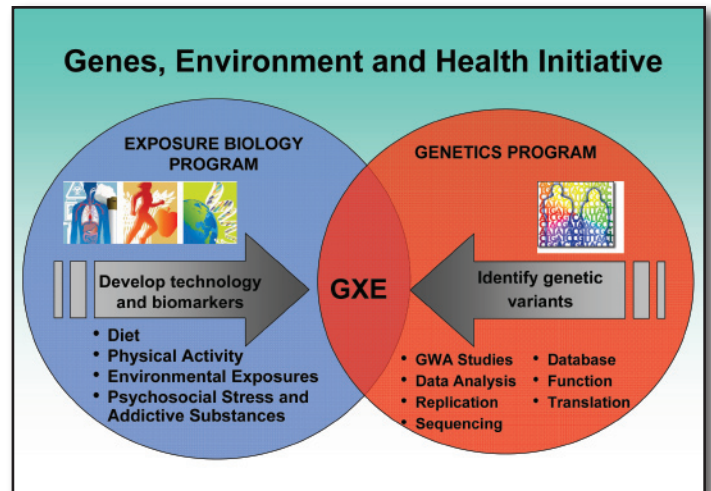 Genes, Environment and Health Initiative
EXPOSURE BIOLOGY
PROGRAM
Develop technology
and biomarkers
• Diet
• Physical Activity
• Environmental Exposures
• Psychosocial Stress and
Addictive Substances
GXE
GENETICS PROGRAM
Identify genetic
variants
• GWA Studies
• Data Analysis
• Replication
• Sequencing
• Database
• Function
• Translation